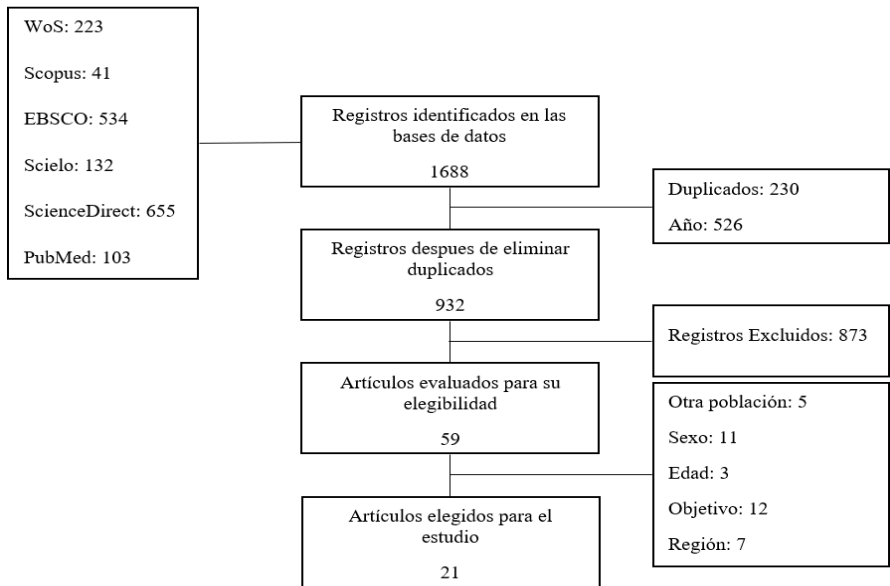 WoS: 223
Scopus: 41
EBSCO: 534
Scielo: 132
ScienceDirect: 655
PubMed: 103
Registros identificados en las
bases de datos
1688
Duplicados: 230
Año: 526
Registros despues de eliminar
duplicados
932
Registros Excluidos: 873
Artículos evaluados para su
elegibilidad
59
Otra población: 5
Sexo: 11
Edad: 3
Objetivo: 12
Región: 7
Artículos elegidos para el
estudio
21